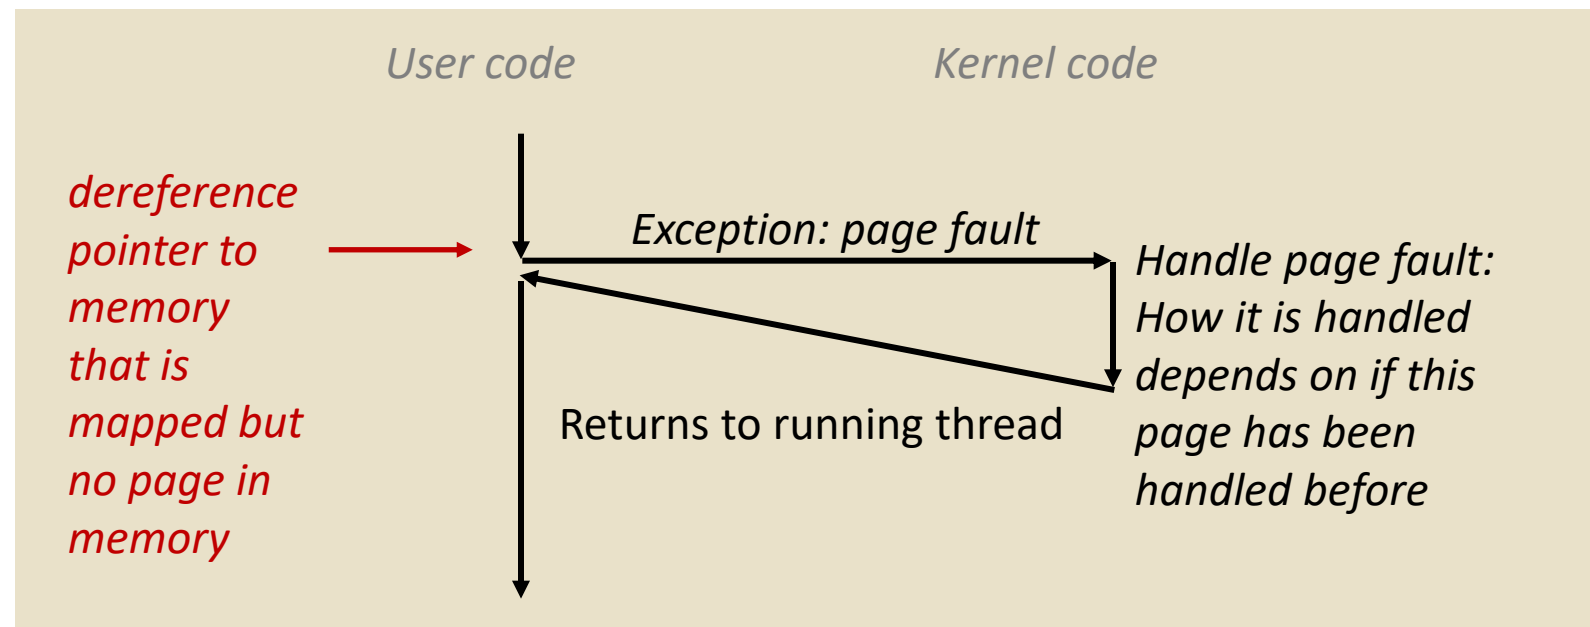 User code
Kernel code
dereference
pointer to
memory
that is
mapped but
no page in
memory
Exception: page fault
Returns to running thread
Handle page fault:
How it is handled
depends on if this
page has been
handled before